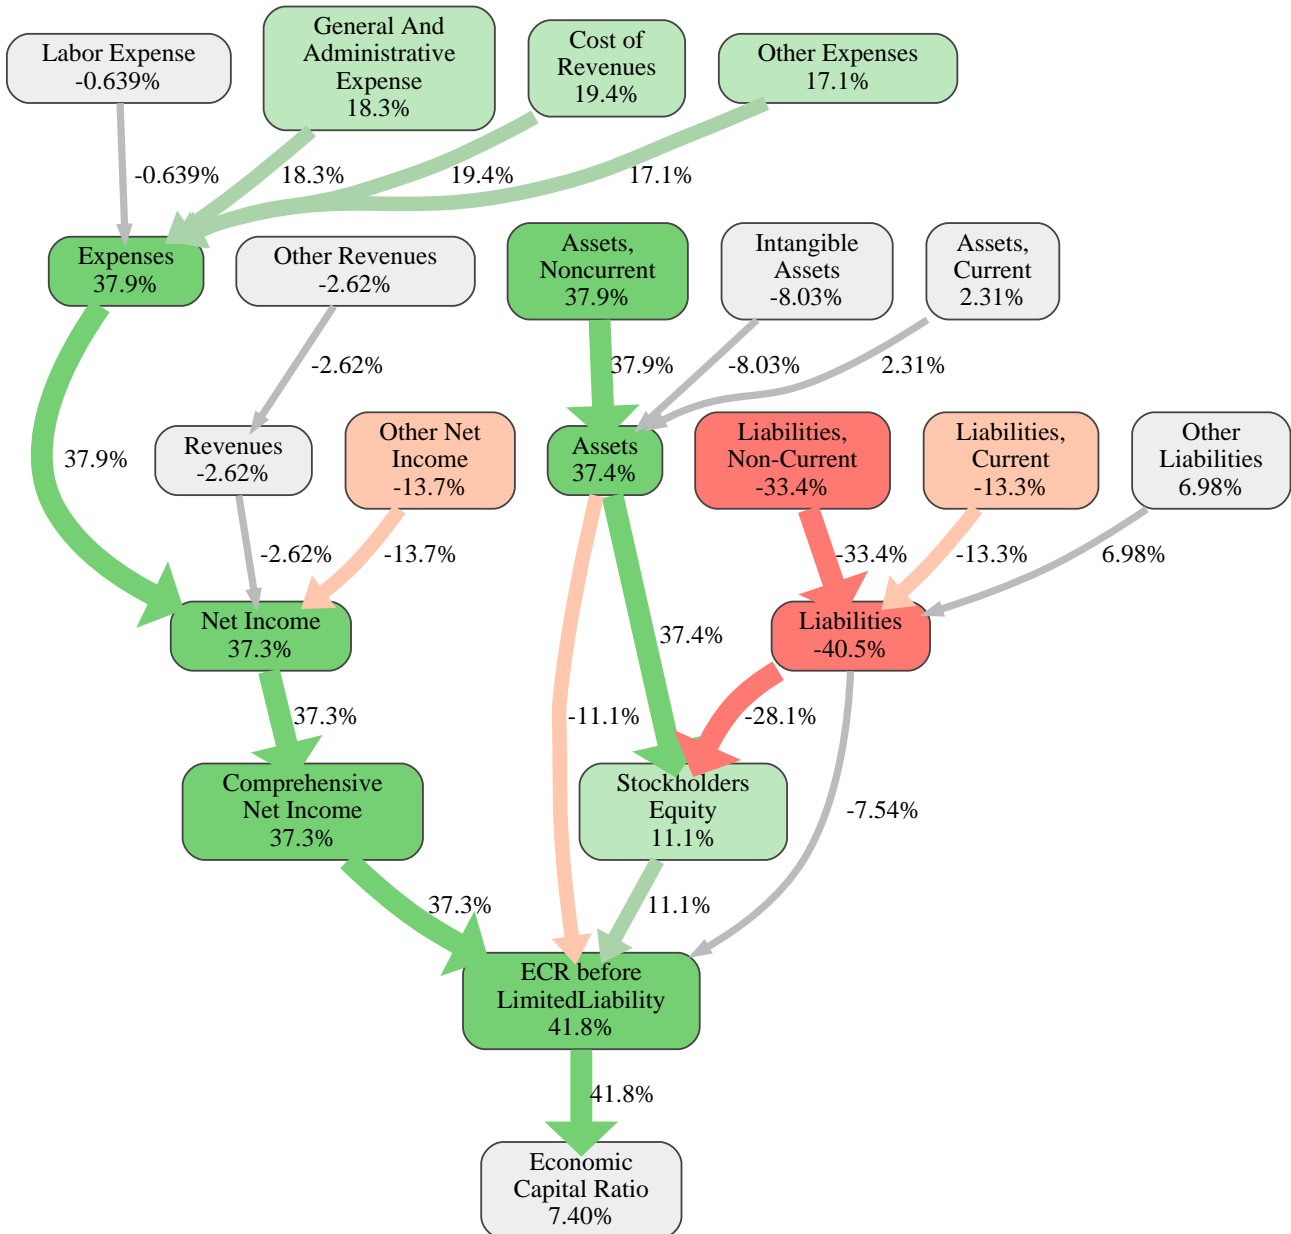 Labor Expense
-0.639%
General And
Administrative
Expense
18.3%
Cost of
Revenues
19.4%
Other Expenses
17.1%
-0.639%
18.3%
19.4%
17.1%
Expenses
37.9%
Other Revenues
-2.62%
Assets,
Noncurrent
37.9%
Intangible
Assets
-8.03%
Assets,
Current
2.31%
-2.62%
37.9%
-8.03%
2.31%
37.9%
Revenues
-2.62%
Other Net
Income
-13.7%
Assets
37.4%
Liabilities,
Non-Current
-33.4%
Liabilities,
Current
-13.3%
Other
Liabilities
6.98%
-2.62%
-13.7%
-33.4%
-13.3%
6.98%
Net Income
37.3%
37.4%
Liabilities
-40.5%
37.3%
-11.1%
-28.1%
Comprehensive
Net Income
37.3%
Stockholders
Equity
11.1%
-7.54%
37.3%
11.1%
ECR before
LimitedLiability
41.8%
41.8%
Economic
Capital Ratio
7.40%